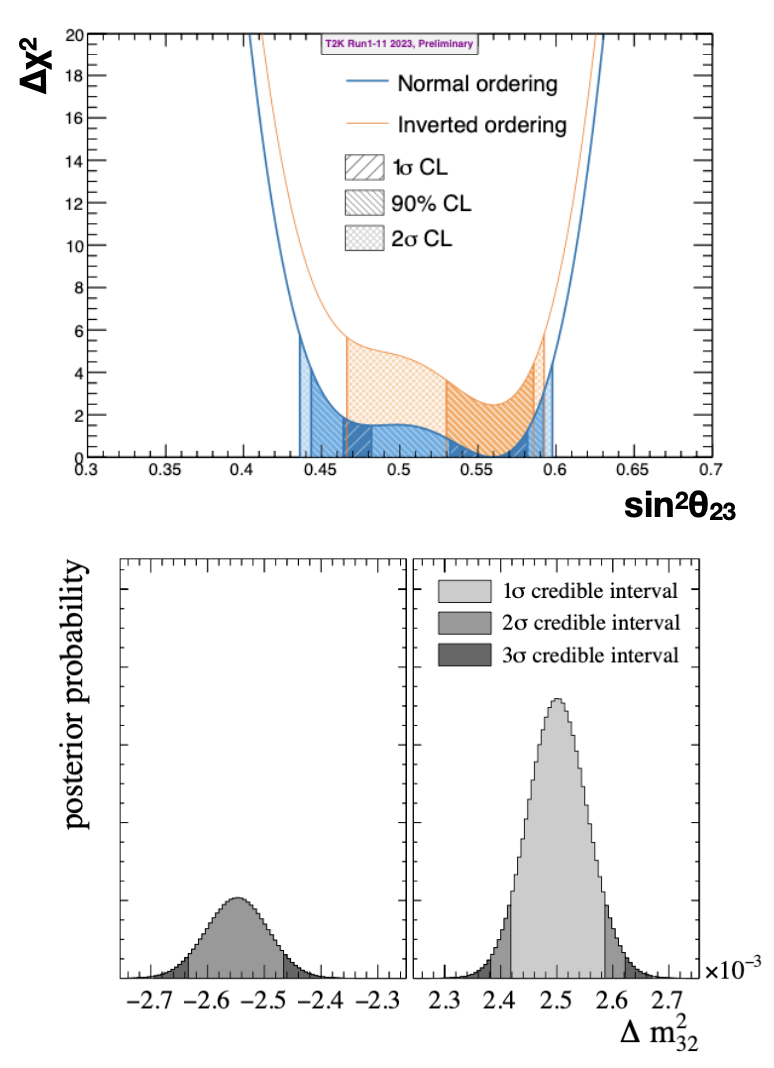 Δχ²
20
18
16
14
12
10
8
6
4
2
0
T2K Run1-11 2023, Preliminary
Normal ordering
Inverted ordering
1σ CL
90% CL
2σ CL
0.3 0.35 0.4 0.45 0.5 0.55 0.6 0.65 0.7
sin²θ₂₃
posterior probability
1σ credible interval
2σ credible interval
3σ credible interval
−2.7 −2.6 −2.5 −2.4 −2.3 2.3 2.4 2.5 2.6 2.7
×10⁻³
Δ m²₃₂